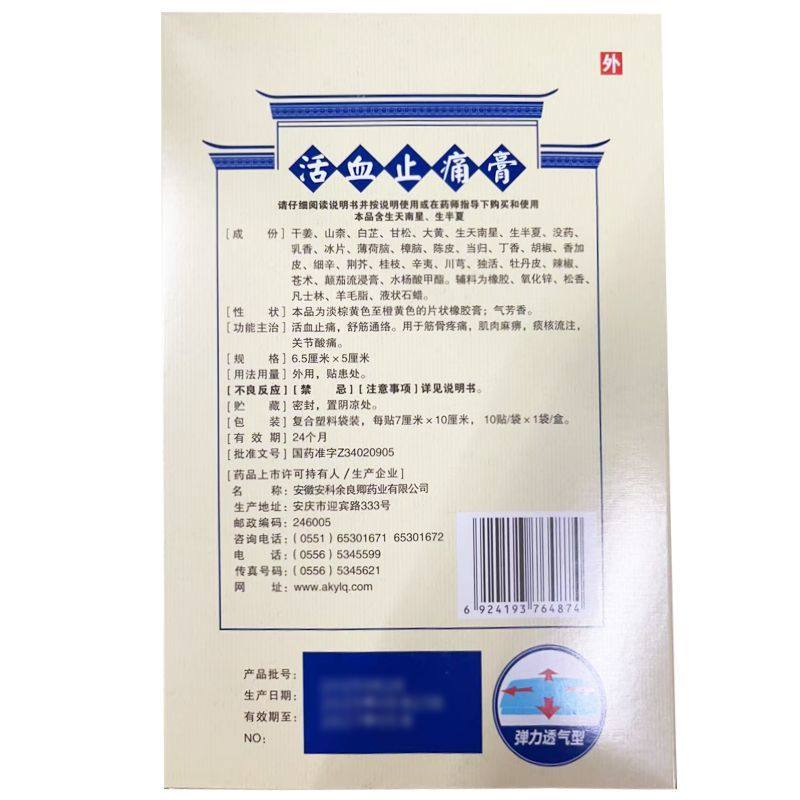 外
活血止痛膏
请仔细阅读说明书并按说明使用或在药师指导下购买和使用
本品含生天南星、生半夏
[成　份] 干姜、山柰、白芷、甘松、大黄、生天南星、生半夏、没药、
乳香、冰片、薄荷脑、樟脑、陈皮、当归、丁香、胡椒、香加
皮、细辛、荆芥、桂枝、辛夷、川芎、独活、牡丹皮、辣椒、
苍术、颠茄流浸膏、水杨酸甲酯。辅料为橡胶、氧化锌、松香、
凡士林、羊毛脂、液状石蜡。
[性　状] 本品为淡棕黄色至橙黄色的片状橡胶膏；气芳香。
[功能主治] 活血止痛，舒筋通络。用于筋骨疼痛，肌肉麻痹，痰核流注，
关节酸痛。
[规　格] 6.5厘米×5厘米
[用法用量] 外用，贴患处。
[不良反应] [禁　忌] [注意事项] 详见说明书。
[贮　藏] 密封，置阴凉处。
[包　装] 复合塑料袋装，每贴7厘米×10厘米，10贴/袋×1袋/盒。
[有 效 期] 24个月
[批准文号] 国药准字Z34020905
[药品上市许可持有人/生产企业]
名　称：安徽安科余良卿药业有限公司
生产地址：安庆市迎宾路333号
邮政编码：246005
咨询电话：(0551) 65301671 65301672
电　话：(0556) 5345599
传真号码：(0556) 5345621
网　址：www.akylq.com
6 924193 764874
产品批号：
生产日期：
有效期至：
NO：
弹力透气型